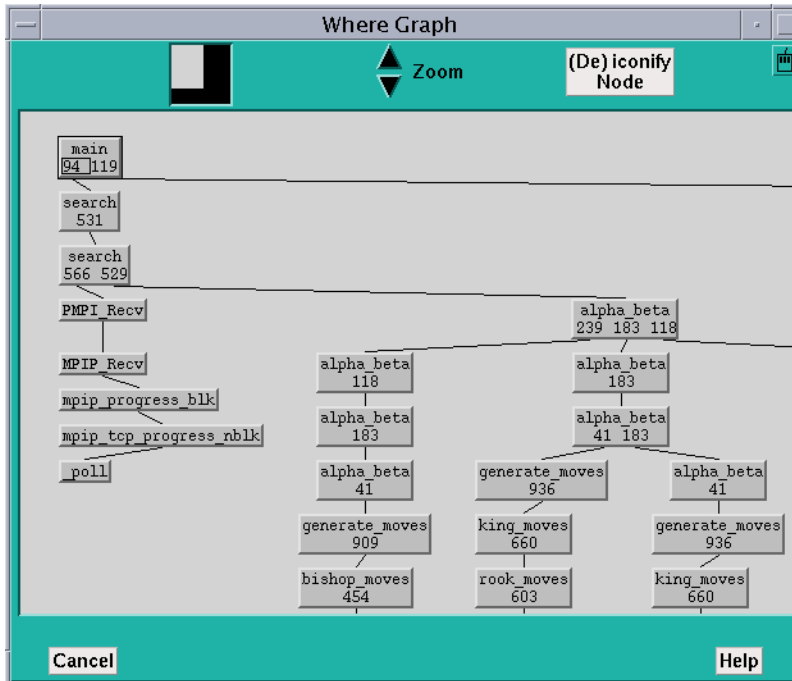 Where Graph
Zoom
(De) iconify
Node
main
94 119
search
531
search
566 529
PMPI_Recv
alpha_beta
239 183 118
MPIP_Recv
alpha_beta
118
alpha_beta
183
mpip_progress_blk
alpha_beta
183
alpha_beta
41 183
mpip_tcp_progress_nblk
_poll
alpha_beta
41
generate_moves
936
alpha_beta
41
generate_moves
909
king_moves
660
generate_moves
936
bishop_moves
454
rook_moves
603
king_moves
660
Cancel
Help